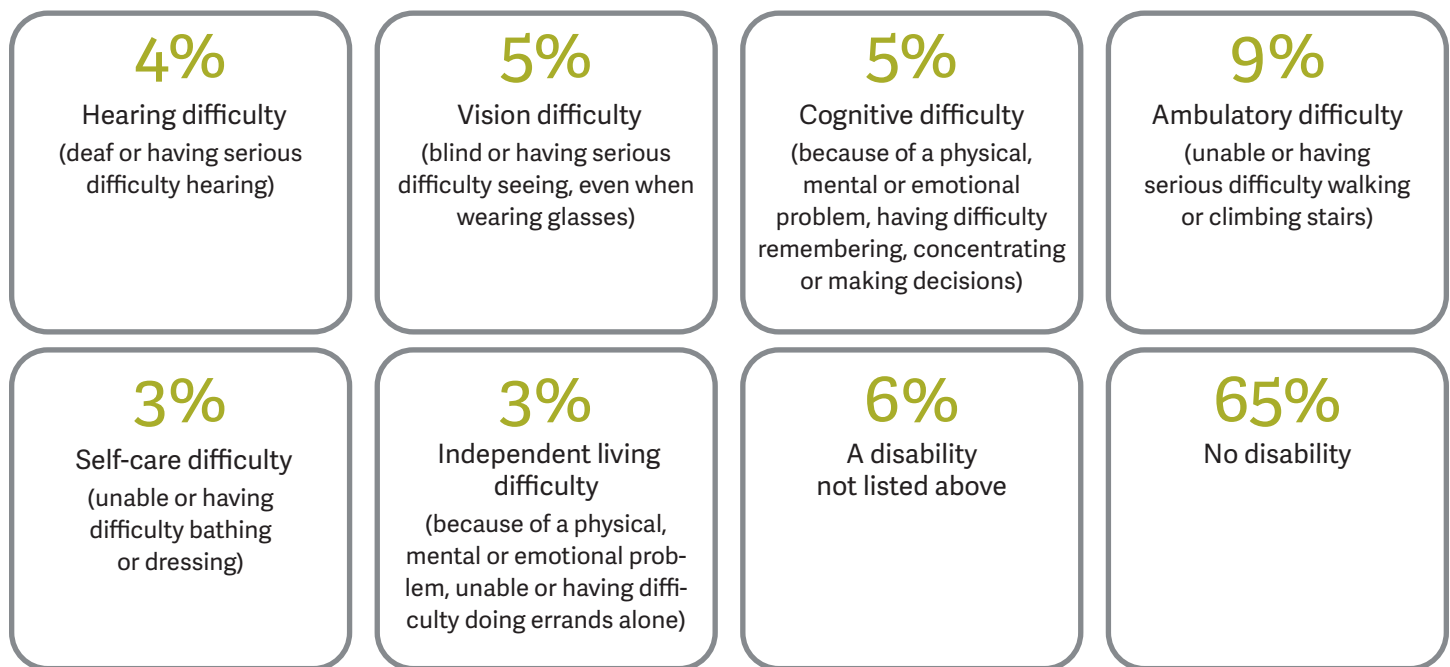 4%
Hearing difficulty
(deaf or having serious
difficulty hearing)
5%
Vision difficulty
(blind or having serious
difficulty seeing, even when
wearing glasses)
5%
Cognitive difficulty
(because of a physical,
mental or emotional
problem, having difficulty
remembering, concentrating
or making decisions)
9%
Ambulatory difficulty
(unable or having
serious difficulty walking
or climbing stairs)
3%
Self-care difficulty
(unable or having
difficulty bathing
or dressing)
3%
Independent living
difficulty
(because of a physical,
mental or emotional prob-
lem, unable or having diffi-
culty doing errands alone)
6%
A disability
not listed above
65%
No disability